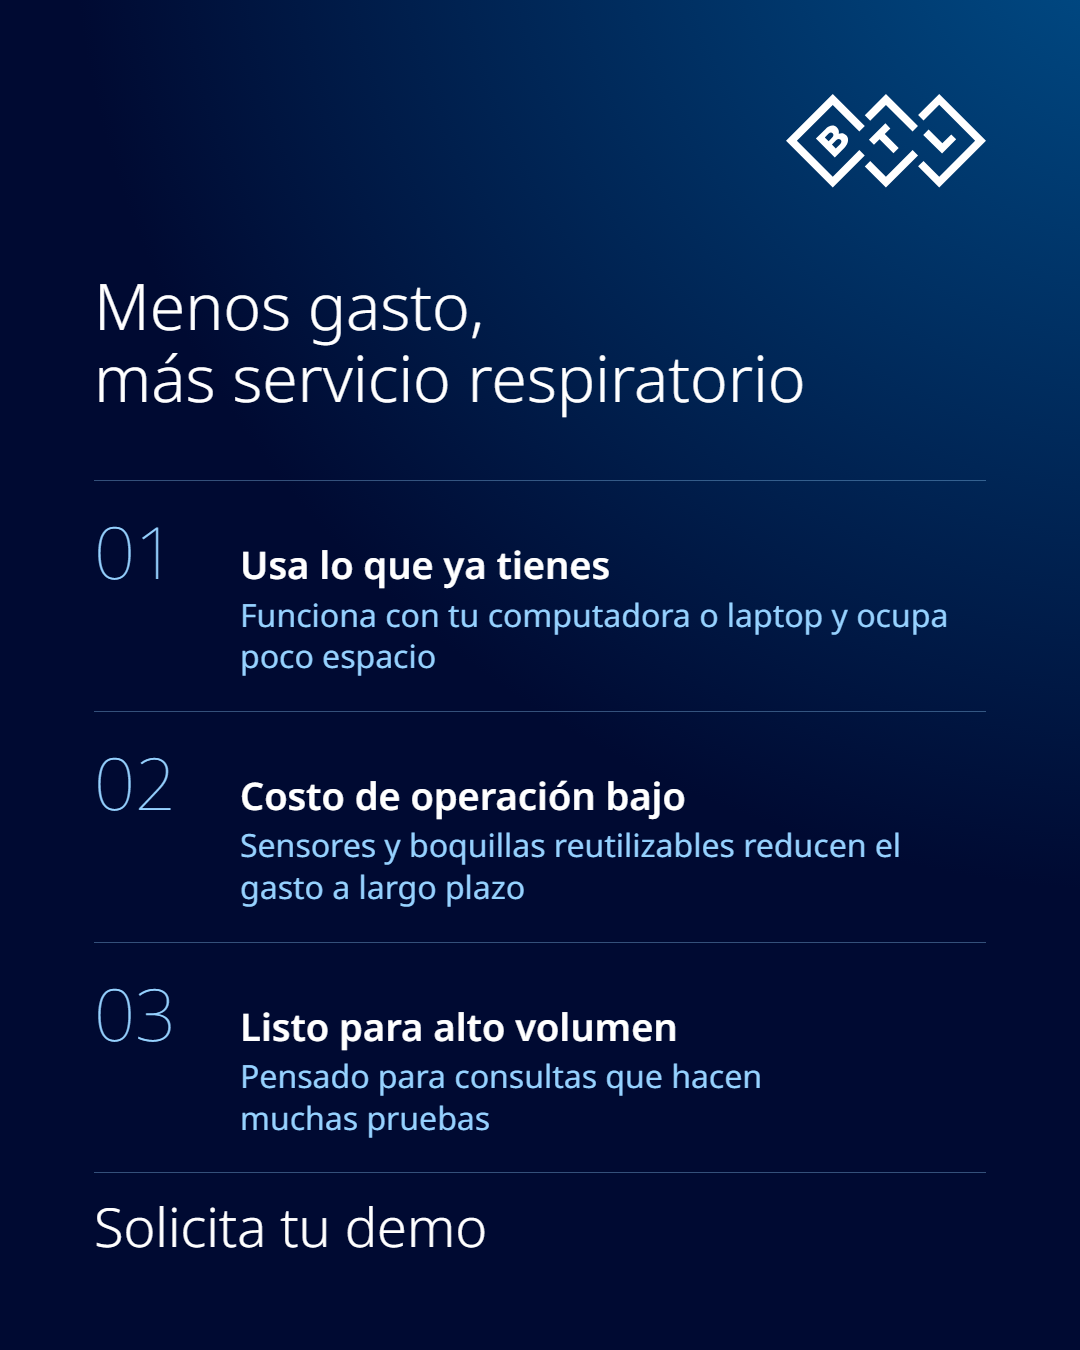 BTL
Menos gasto,
más servicio respiratorio
01
Usa lo que ya tienes
Funciona con tu computadora o laptop y ocupa
poco espacio
02
Costo de operación bajo
Sensores y boquillas reutilizables reducen el
gasto a largo plazo
03
Listo para alto volumen
Pensado para consultas que hacen
muchas pruebas
Solicita tu demo